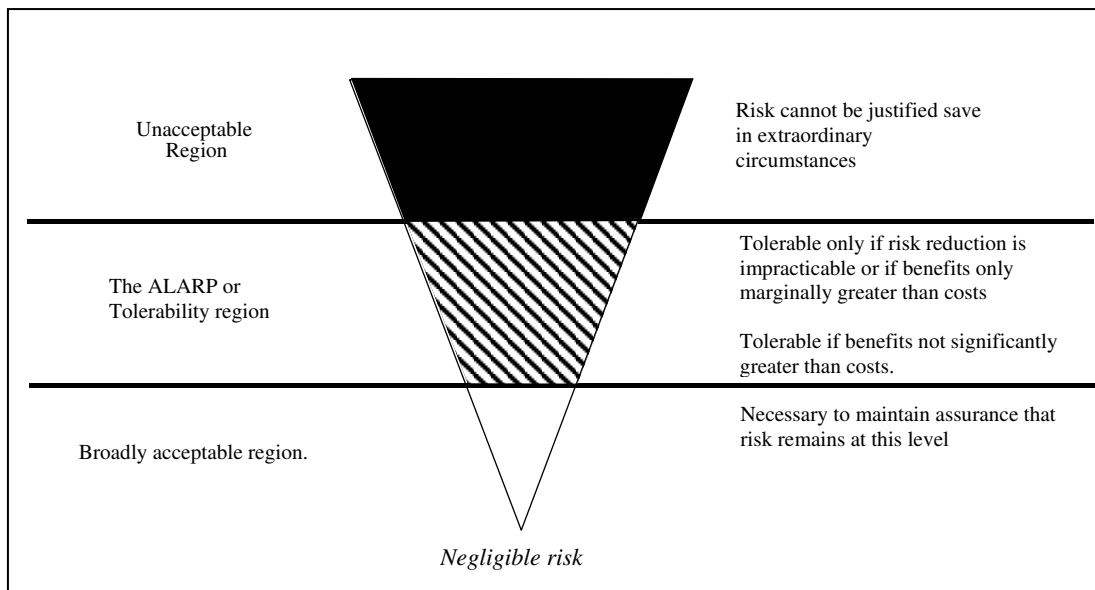 Unacceptable
Region
Risk cannot be justified save
in extraordinary
circumstances
The ALARP or
Tolerability region
Tolerable only if risk reduction is
impracticable or if benefits only
marginally greater than costs
Tolerable if benefits not significantly
greater than costs.
Broadly acceptable region.
Necessary to maintain assurance that
risk remains at this level
Negligible risk